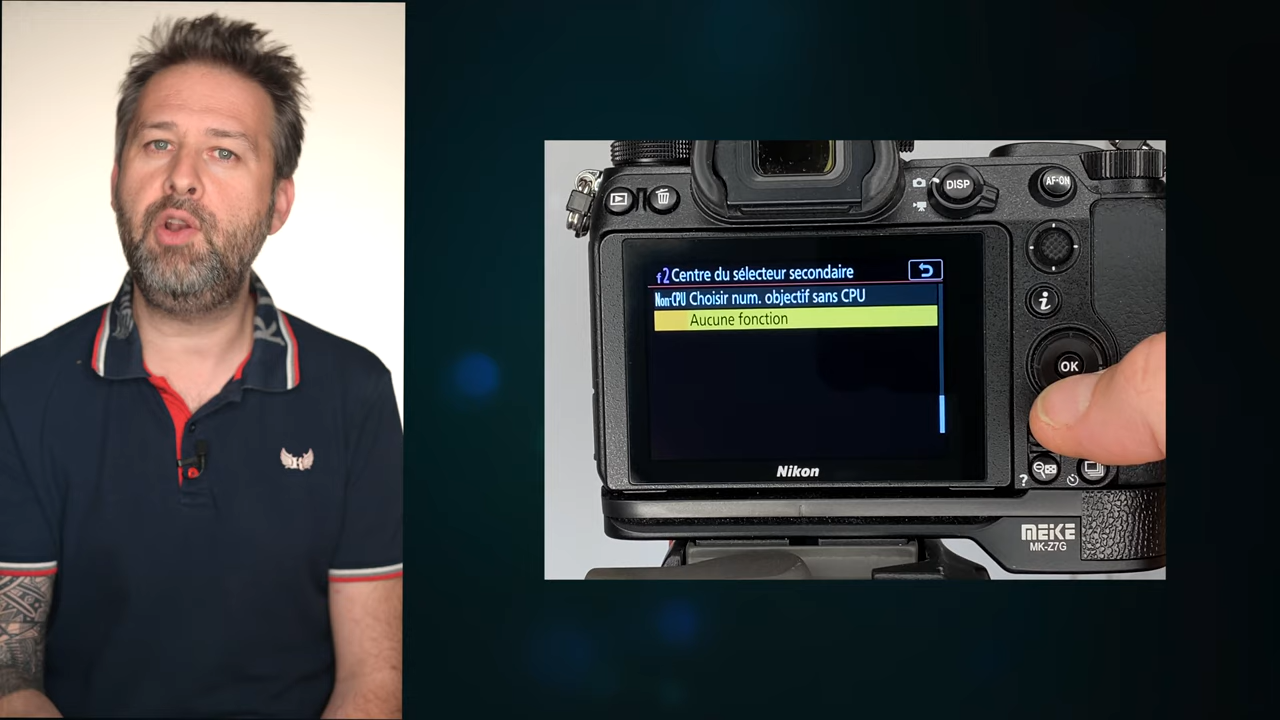 DISP
AF-ON
f2 Centre du sélecteur secondaire
Non-CPU Choisir num. objectif sans CPU
Aucune fonction
i
OK
Nikon
?
MEIKE
MK-Z7G